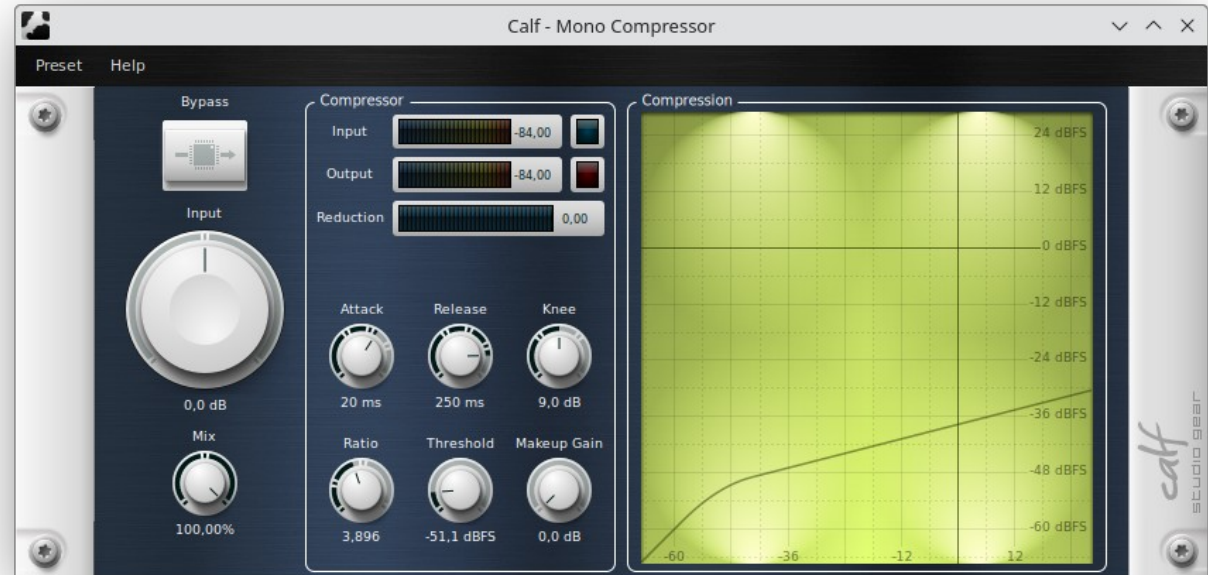 Calf - Mono Compressor
Preset Help
Bypass
Input
0,0 dB
Mix
100,00%
Compressor
Input -84,00
Output -84,00
Reduction 0,00
Attack Release Knee
20 ms 250 ms 9,0 dB
Ratio Threshold Makeup Gain
3,896 -51,1 dBFS 0,0 dB
Compression
24 dBFS
12 dBFS
0 dBFS
-12 dBFS
-24 dBFS
-36 dBFS
-48 dBFS
-60 dBFS
-60 -36 -12 12
calf
studio gear